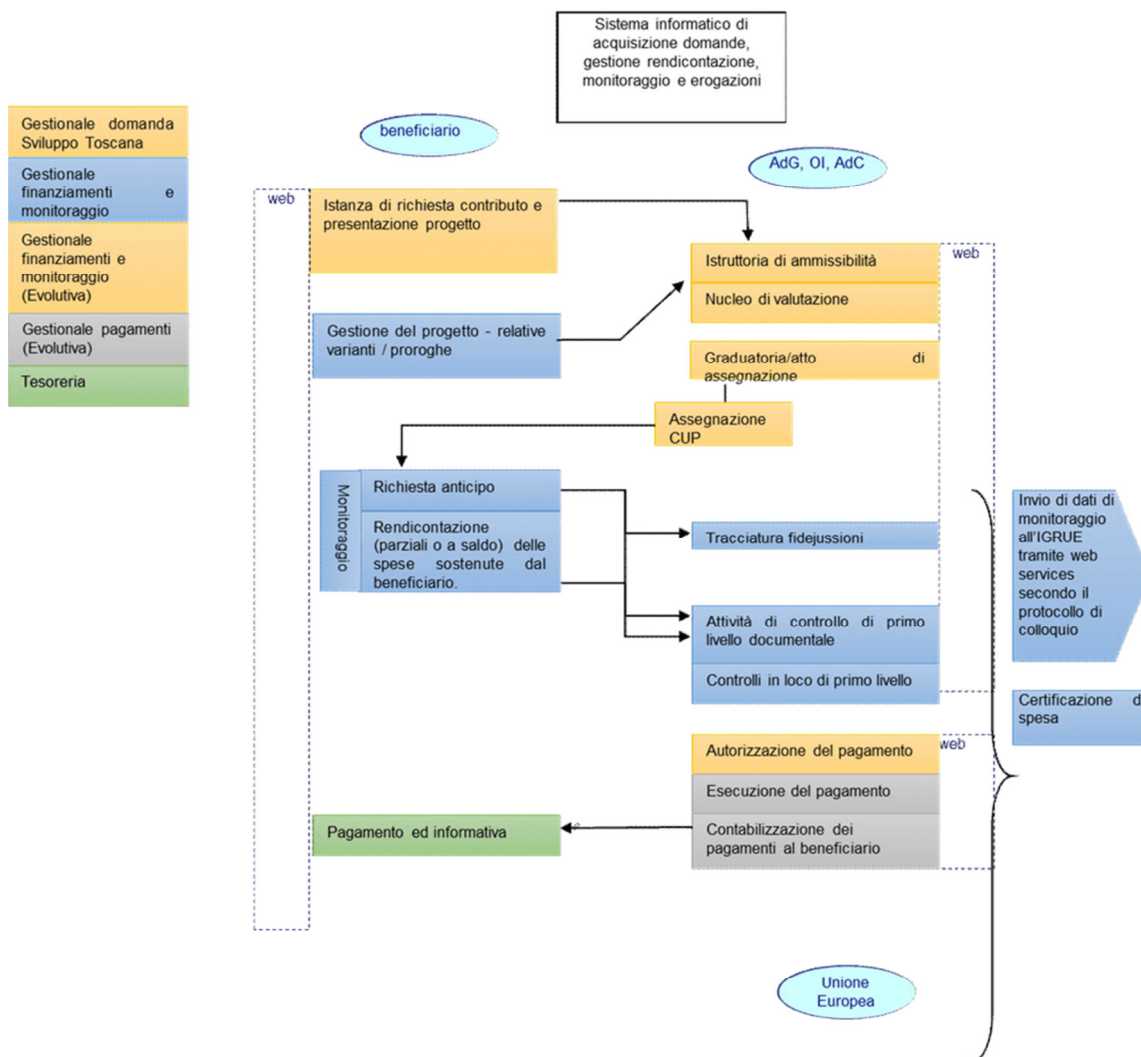 Sistema informatico di
acquisizione domande,
gestione rendicontazione,
monitoraggio e erogazioni
Gestionale domanda
Sviluppo Toscana
Gestionale
finanziamenti e
monitoraggio
Gestionale
finanziamenti e
monitoraggio
(Evolutiva)
Gestionale pagamenti
(Evolutiva)
Tesoreria
beneficiario
AdG, OI, AdC
web
Istanza di richiesta contributo e
presentazione progetto
Istruttoria di ammissibilità
web
Nucleo di valutazione
Gestione del progetto - relative
varianti / proroghe
Graduatoria/atto di
assegnazione
Assegnazione
CUP
Monitoraggio
Richiesta anticipo
Rendicontazione
(parziali o a saldo) delle
spese sostenute dal
beneficiario.
Tracciatura fidejussioni
Attività di controllo di primo
livello documentale
Controlli in loco di primo livello
Invio di dati di
monitoraggio
all'IGRUE
tramite web
services
secondo il
protocollo di
colloquio
Certificazione d
spesa
Autorizzazione del pagamento
web
Esecuzione del pagamento
Contabilizzazione dei
pagamenti al beneficiario
Pagamento ed informativa
Unione
Europea